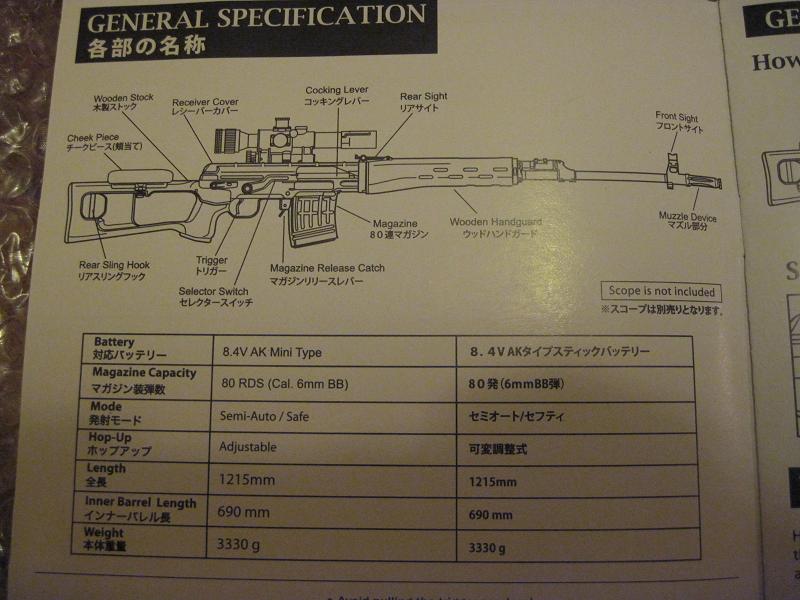 GENERAL SPECIFICATION
各部の名称
Wooden Stock
木製ストック
Cheek Piece
チークピース(頬当て)
Rear Sling Hook
リアスリングフック
Receiver Cover
レシーバーカバー
Trigger
トリガー
Selector Switch
セレクタースイッチ
Cocking Lever
コッキングレバー
Rear Sight
リアサイト
Magazine Release Catch
マガジンリリースレバー
Magazine
80連マガジン
Wooden Handguard
ウッドハンドガード
Front Sight
フロントサイト
Muzzle Device
マズル部分
Scope is not included
※スコープは別売りとなります。
Battery
対応バッテリー
8.4V AK Mini Type
8.4V AKタイプスティックバッテリー
Magazine Capacity
マガジン装弾数
80 RDS (Cal. 6mm BB)
80発(6mmBB弾)
Mode
発射モード
Semi-Auto / Safe
セミオート/セフティ
Hop-Up
ホップアップ
Adjustable
可変調整式
Length
全長
1215mm
1215mm
Inner Barrel Length
インナーバレル長
690 mm
690 mm
Weight
本体重量
3330 g
3330 g
GE
How
S